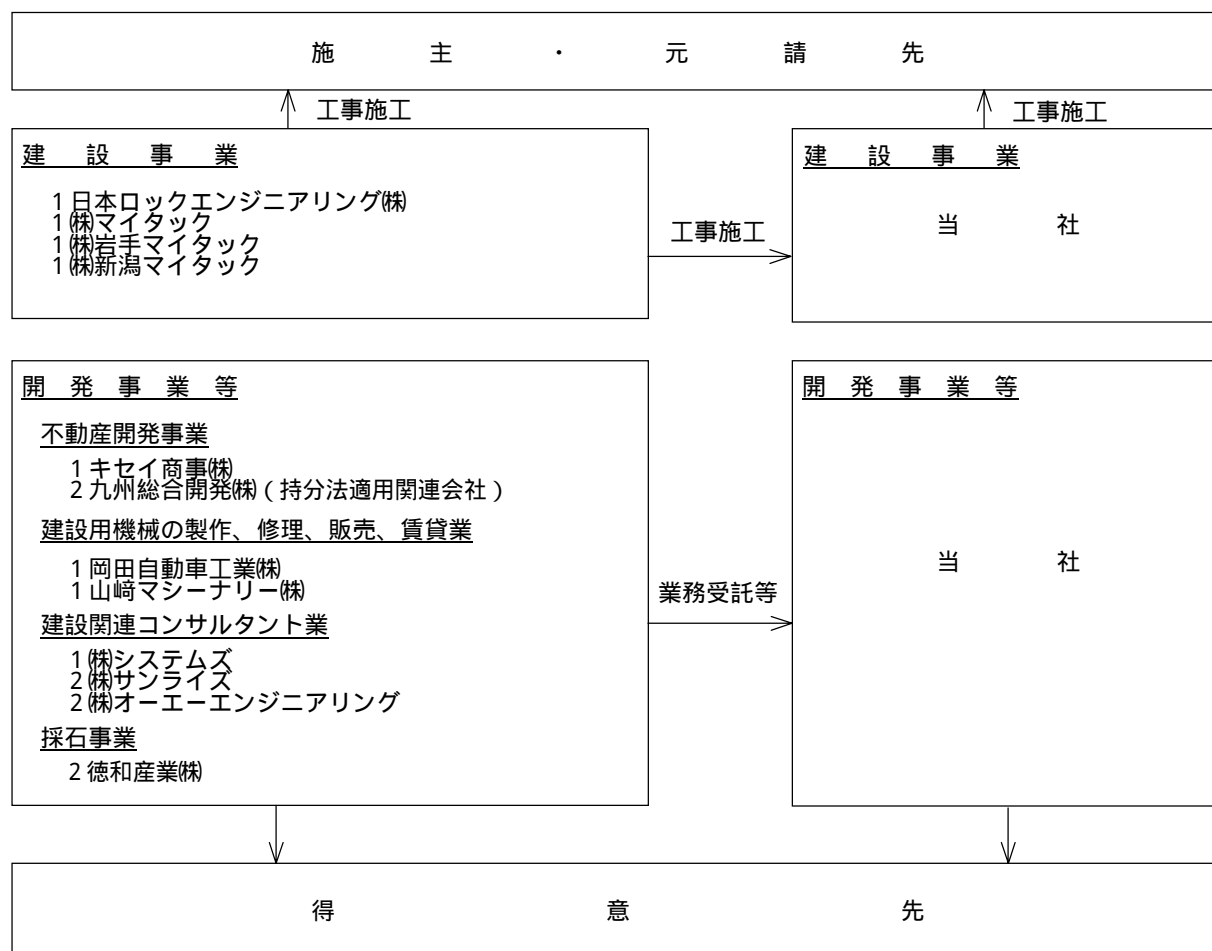 施主・元請先
工事施工
工事施工
建設事業
1 日本ロックエンジニアリング㈱
1 ㈱マイタック
1 ㈱岩手マイタック
1 ㈱新潟マイタック
工事施工
建設事業
当社
開発事業等
不動産開発事業
1 キセイ商事㈱
2 九州総合開発㈱(持分法適用関連会社)
建設用機械の製作、修理、販売、賃貸業
1 岡田自動車工業㈱
1 山﨑マシーナリー㈱
建設関連コンサルタント業
1 ㈱システムズ
2 ㈱サンライズ
2 ㈱オーエーエンジニアリング
採石事業
2 徳和産業㈱
業務受託等
開発事業等
当社
得意先